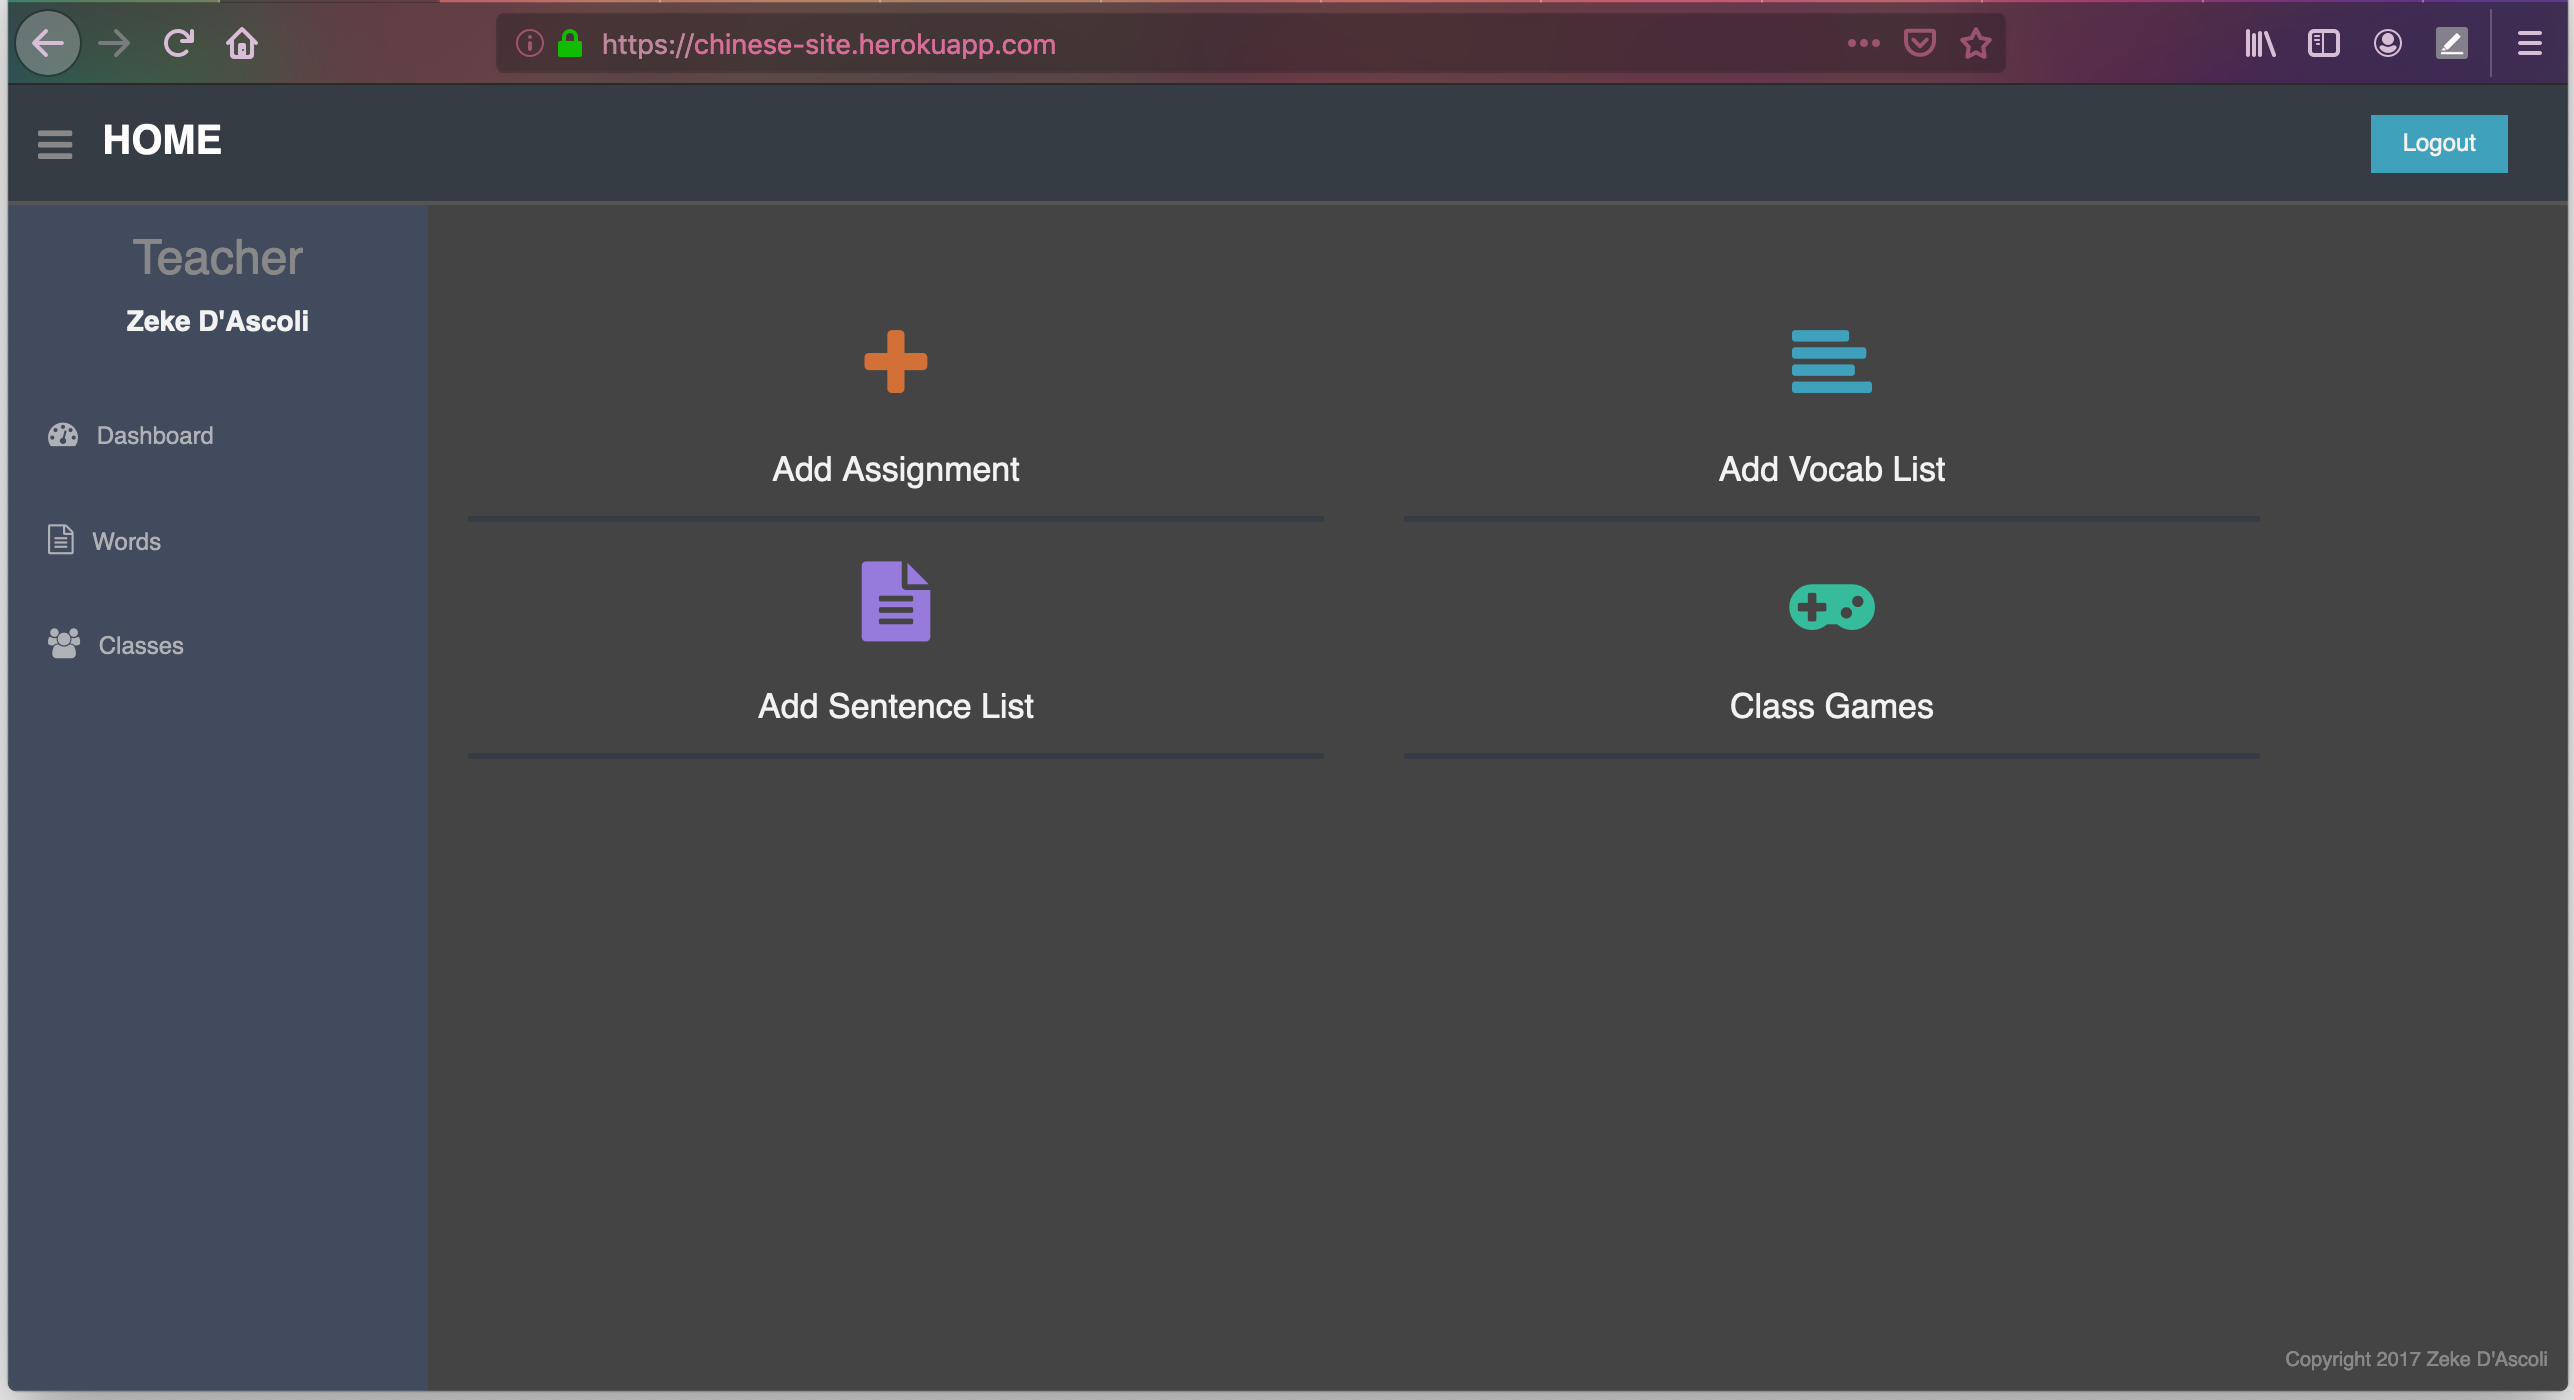 https://chinese-site.herokuapp.com
HOME
Logout
Teacher
Zeke D'Ascoli
Dashboard
Words
Classes
Add Assignment
Add Vocab List
Add Sentence List
Class Games
Copyright 2017 Zeke D'Ascoli